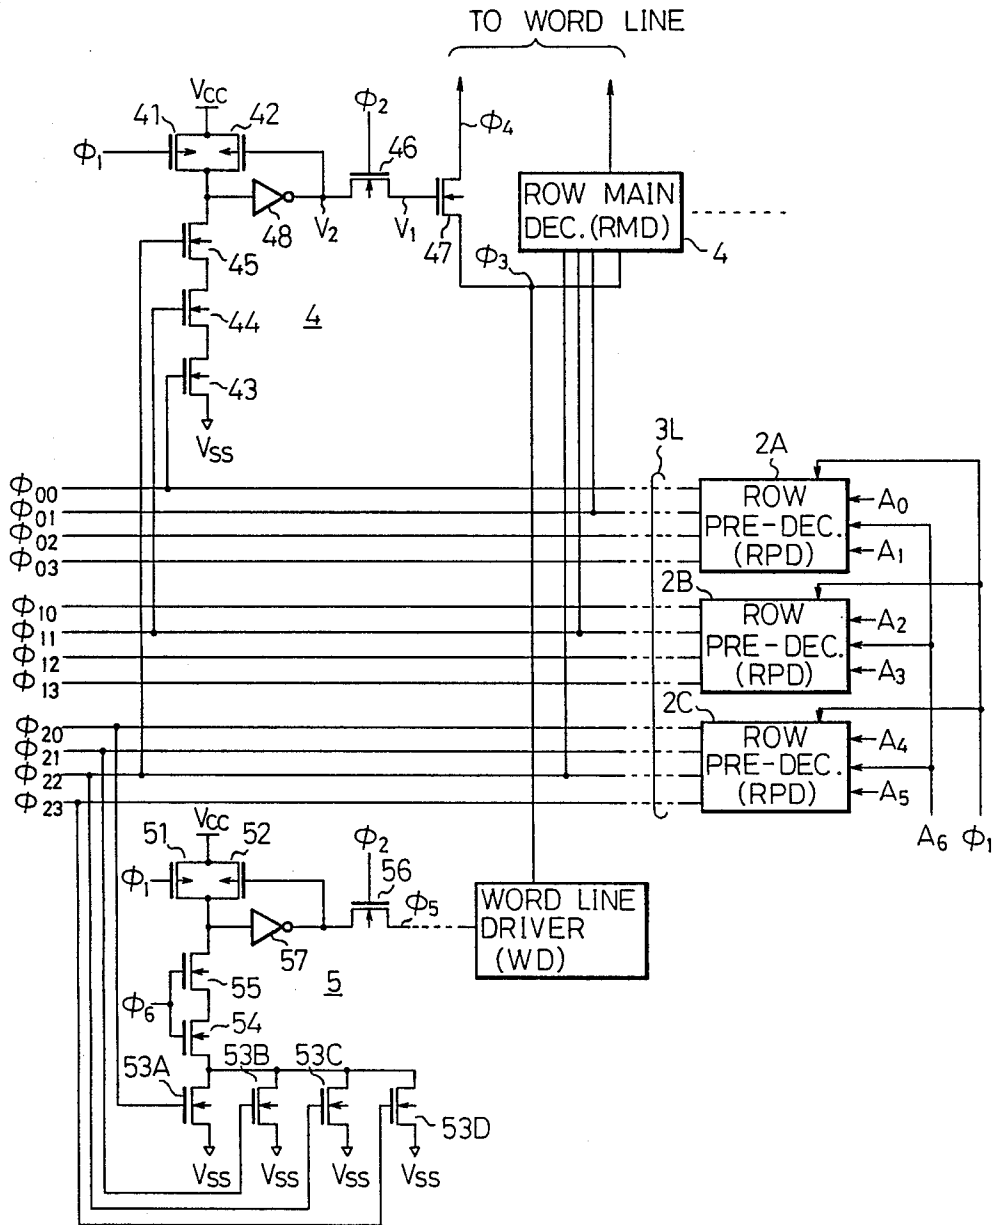 TO WORD LINE
VCC
41
42
ϕ2
ϕ4
ϕ1
46
ROW MAIN
DEC.(RMD)
48
V2
V1
47
4
45
ϕ3
44
4
43
VSS
3L
2A
ϕ00
ϕ01
ϕ02
ϕ03
ROW
PRE-DEC.
(RPD)
A0
A1
2B
ϕ10
ϕ11
ϕ12
ϕ13
ROW
PRE-DEC.
(RPD)
A2
A3
2C
ϕ20
ϕ21
ϕ22
ϕ23
ROW
PRE-DEC.
(RPD)
A4
A5
A6
ϕ1
VCC
51
52
ϕ2
ϕ1
56
ϕ5
WORD LINE
DRIVER
(WD)
57
55
5
ϕ6
54
53A
53B
53C
53D
VSS
VSS
VSS
VSS